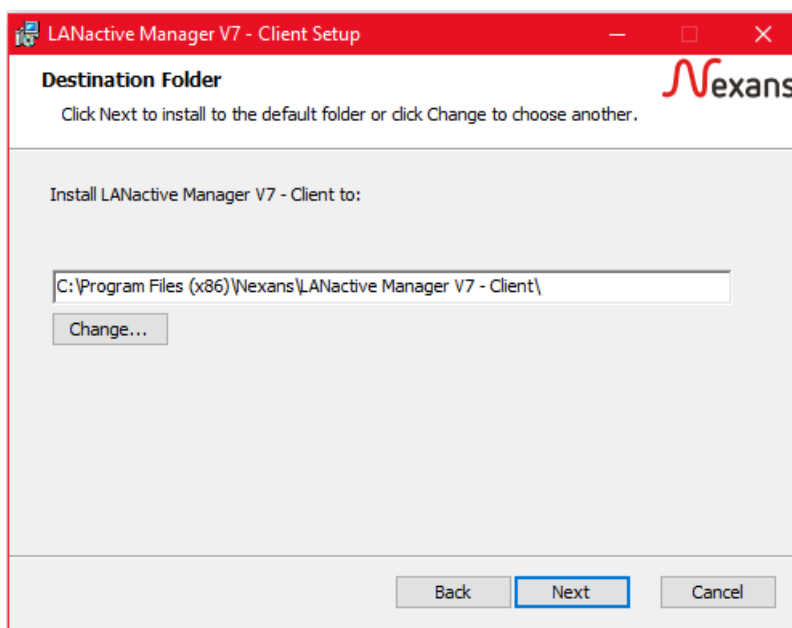 LANactive Manager V7 - Client Setup
Destination Folder
Nexans
Click Next to install to the default folder or click Change to choose another.
Install LANactive Manager V7 - Client to:
C:\Program Files (x86)\Nexans\LANactive Manager V7 - Client\
Change...
Back Next Cancel